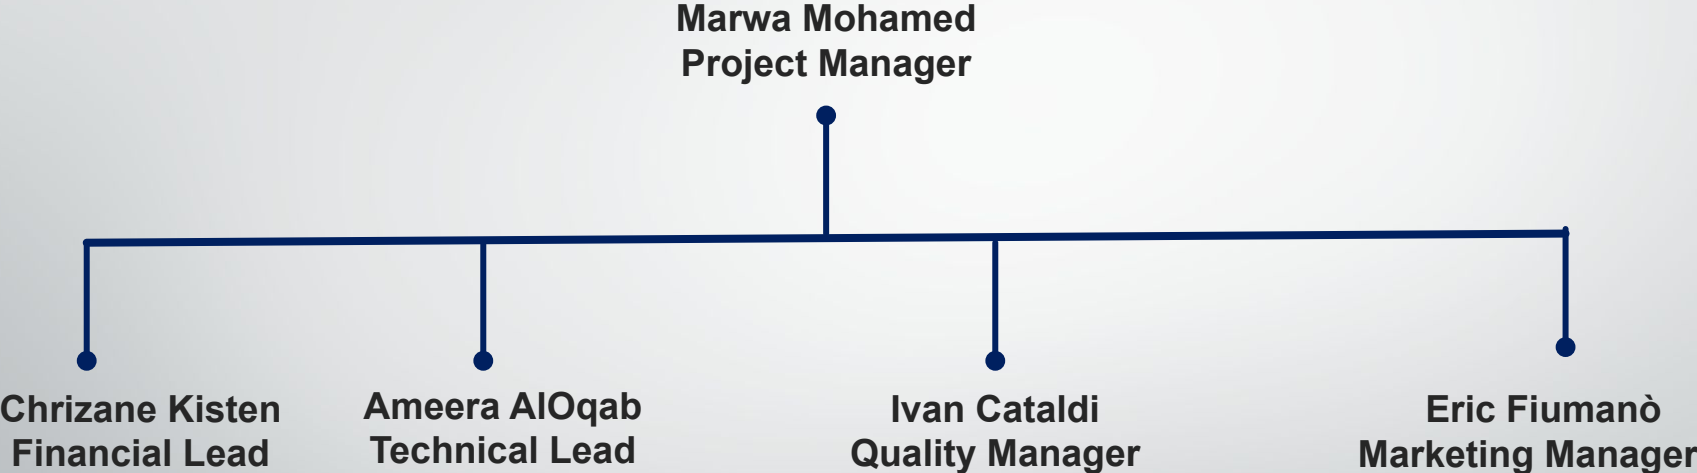 Marwa Mohamed
Project Manager
Chrizane Kisten
Financial Lead
Ameera AlOqab
Technical Lead
Ivan Cataldi
Quality Manager
Eric Fiumanò
Marketing Manager